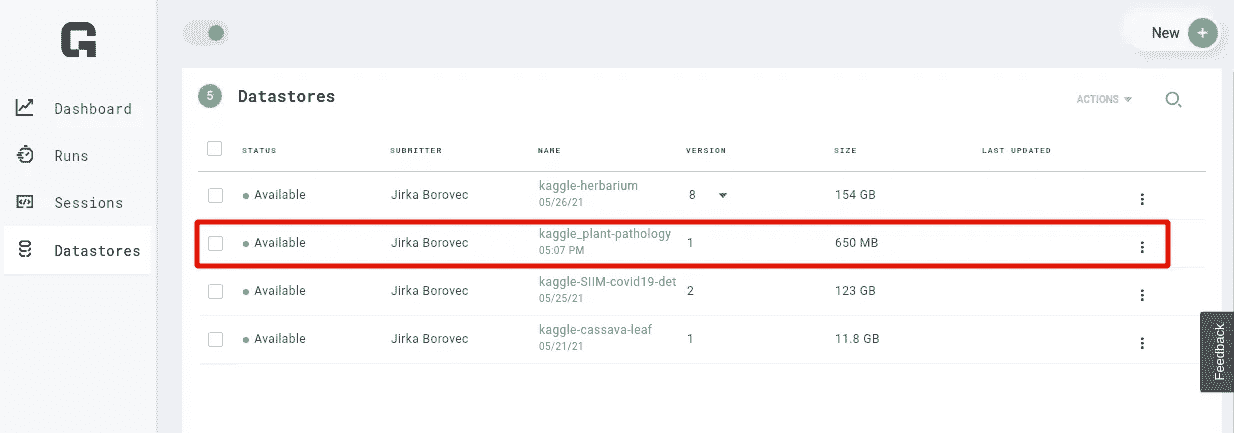 New +
5 Datastores
ACTIONS
Dashboard
Runs
Sessions
Datastores
STATUS SUBMITTER NAME VERSION SIZE LAST UPDATED
Available Jirka Borovec kaggle-herbarium 8 154 GB
05/26/21
Available Jirka Borovec kaggle_plant-pathology 1 650 MB
05:07 PM
Available Jirka Borovec kaggle-SIIM-covid19-det 2 123 GB
05/25/21
Available Jirka Borovec kaggle-cassava-leaf 1 11.8 GB
05/21/21
Feedback